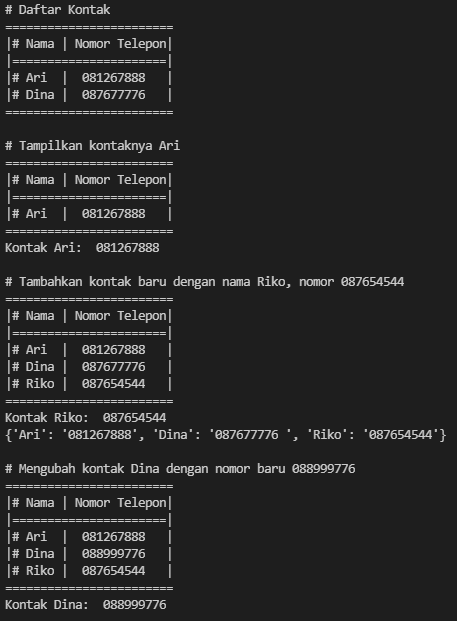 # Daftar Kontak
========================
|# Nama | Nomor Telepon|
|======================|
|# Ari  |  081267888   |
|# Dina |  087677776   |
========================
# Tampilkan kontaknya Ari
========================
|# Nama | Nomor Telepon|
|======================|
|# Ari  |  081267888   |
========================
Kontak Ari:  081267888
# Tambahkan kontak baru dengan nama Riko, nomor 087654544
========================
|# Nama | Nomor Telepon|
|======================|
|# Ari  |  081267888   |
|# Dina |  087677776   |
|# Riko |  087654544   |
========================
Kontak Riko:  087654544
{'Ari': '081267888', 'Dina': '087677776 ', 'Riko': '087654544'}
# Mengubah kontak Dina dengan nomor baru 088999776
========================
|# Nama | Nomor Telepon|
|======================|
|# Ari  |  081267888   |
|# Dina |  088999776   |
|# Riko |  087654544   |
========================
Kontak Dina:  088999776